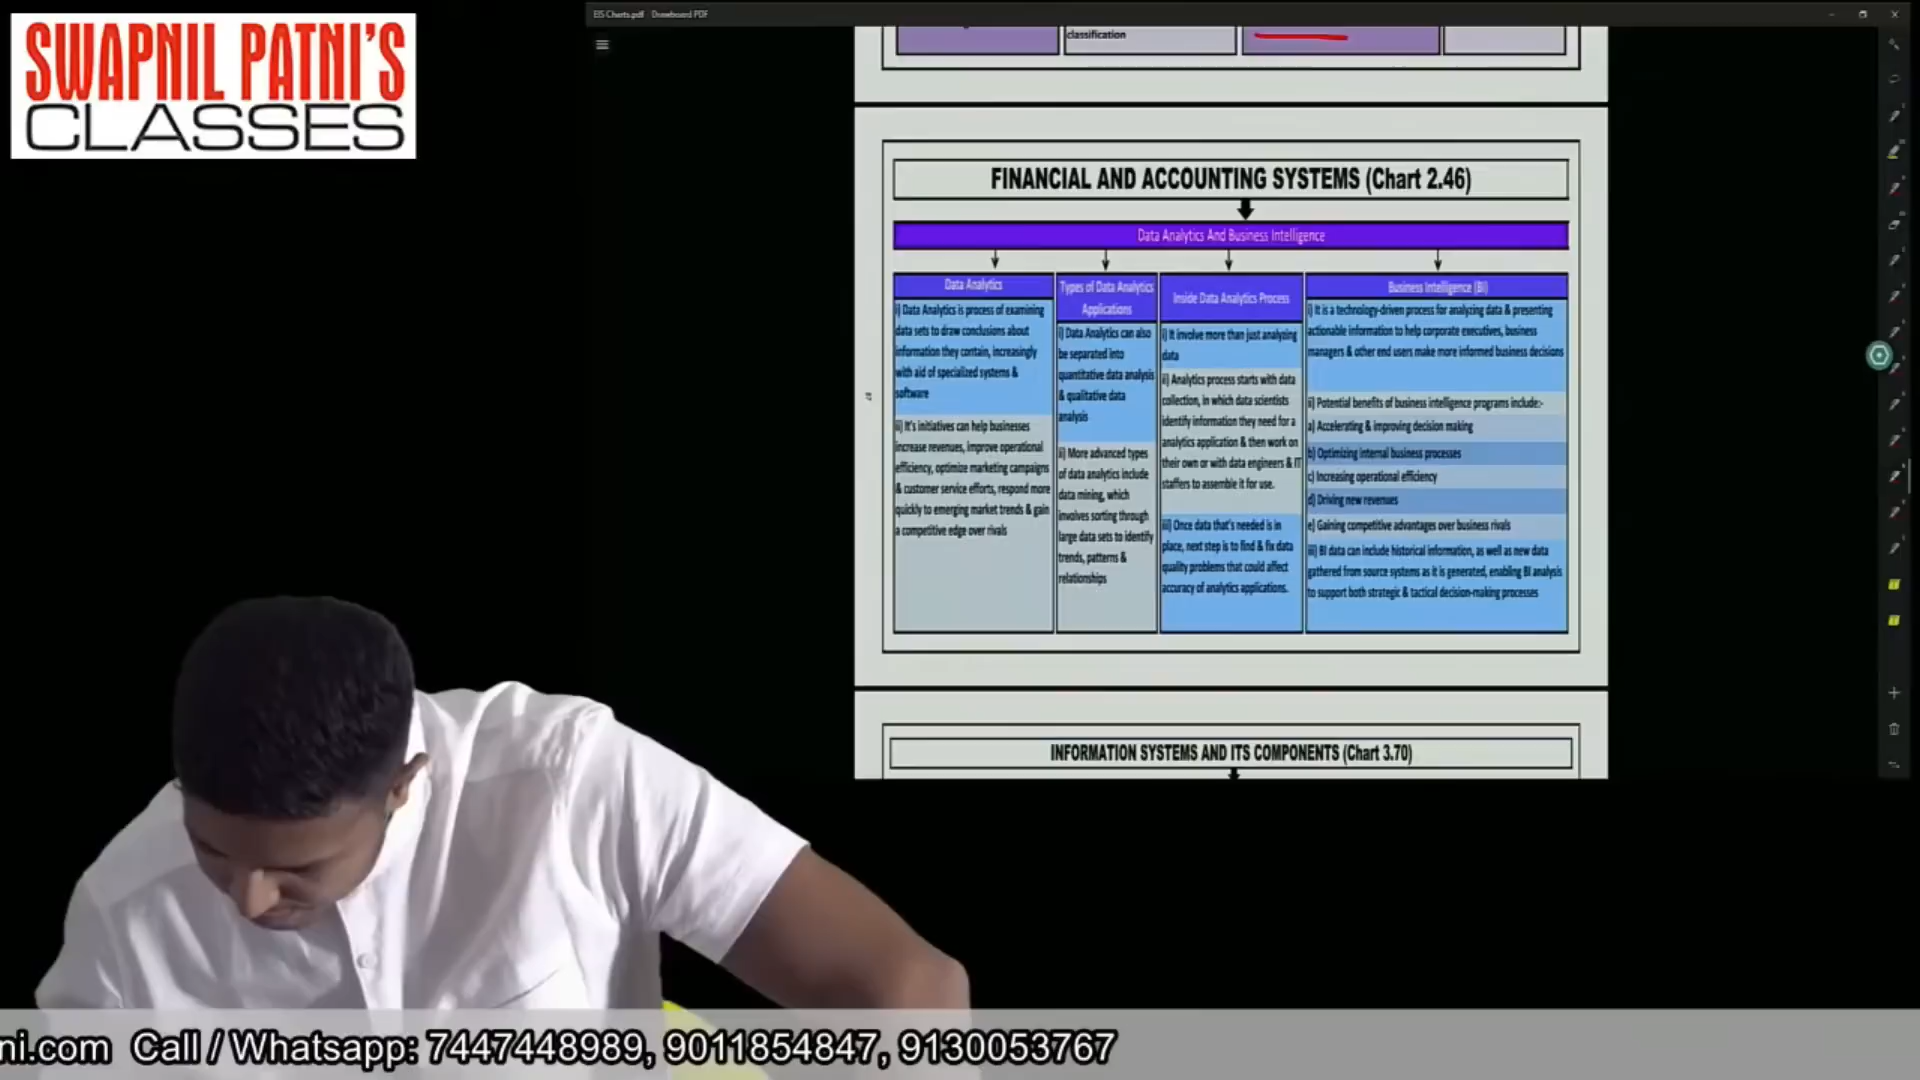 SWAPNIL PATNI'S
CLASSES
EIS Charts.pdf Drawboard PDF
classification
FINANCIAL AND ACCOUNTING SYSTEMS (Chart 2.46)
Data Analytics And Business Intelligence
Data Analytics
i) Data Analytics is process of examining
data sets to draw conclusions about
information they contain, increasingly
with aid of specialized systems &
software
ii) It's initiatives can help businesses
increase revenues, improve operational
efficiency, optimize marketing campaigns
& customer service efforts, respond more
quickly to emerging market trends & gain
a competitive edge over rivals
Types of Data Analytics
Applications
i) Data Analytics can also
be separated into
quantitative data analysis
& qualitative data
analysis
ii) More advanced types
of data analytics include
data mining, which
involves sorting through
large data sets to identify
trends, patterns &
relationships
Inside Data Analytics Process
i) It involve more than just analyzing
data
ii) Analytics process starts with data
collection, in which data scientists
identify information they need for a
analytics application & then work on
their own or with data engineers & IT
staffers to assemble it for use.
iii) Once data that's needed is in
place, next step is to find & fix data
quality problems that could affect
accuracy of analytics applications.
Business Intelligence (BI)
i) It is a technology-driven process for analyzing data & presenting
actionable information to help corporate executives, business
managers & other end users make more informed business decisions
ii) Potential benefits of business intelligence programs include:-
a) Accelerating & improving decision making
b) Optimizing internal business processes
c) Increasing operational efficiency
d) Driving new revenues
e) Gaining competitive advantages over business rivals
iii) BI data can include historical information, as well as new data
gathered from source systems as it is generated, enabling BI analysis
to support both strategic & tactical decision-making processes
INFORMATION SYSTEMS AND ITS COMPONENTS (Chart 3.70)
ni.com Call / Whatsapp: 7447448989, 9011854847, 9130053767